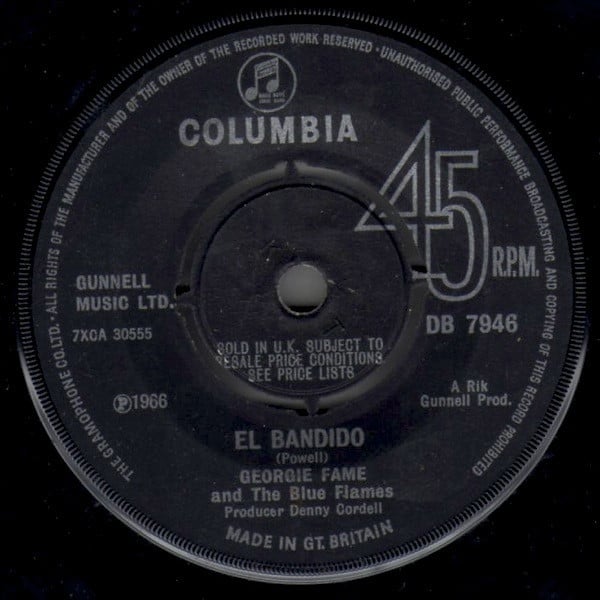 THE GRAMOPHONE CO. LTD. · ALL RIGHTS OF THE MANUFACTURER AND OF THE OWNER OF THE RECORDED WORK RESERVED · UNAUTHORISED PUBLIC PERFORMANCE BROADCASTING AND COPYING OF THIS RECORD PROHIBITED
COLUMBIA
45
R.P.M.
GUNNELL
MUSIC LTD.
7XCA 30555
DB 7946
SOLD IN U.K. SUBJECT TO
RESALE PRICE CONDITIONS
SEE PRICE LISTS
Ⓟ1966
A Rik
Gunnell Prod.
EL BANDIDO
(Powell)
GEORGIE FAME
and The Blue Flames
Producer Denny Cordell
MADE IN GT. BRITAIN